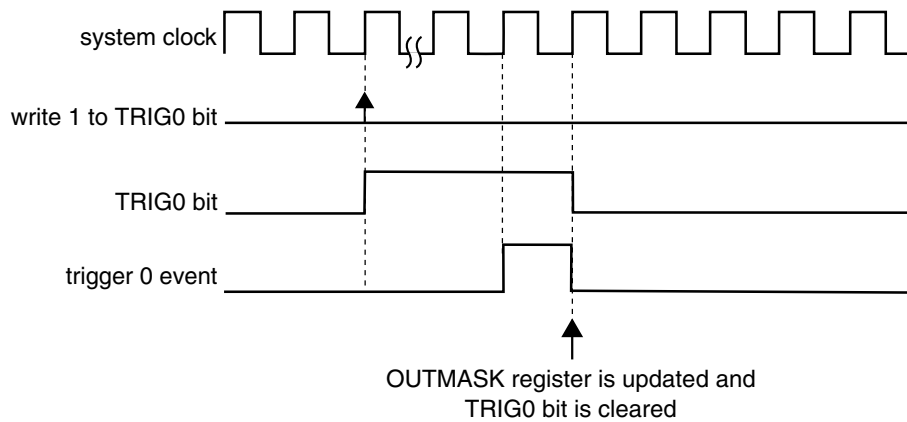 system clock
write 1 to TRIG0 bit
TRIG0 bit
trigger 0 event
OUTMASK register is updated and
TRIG0 bit is cleared